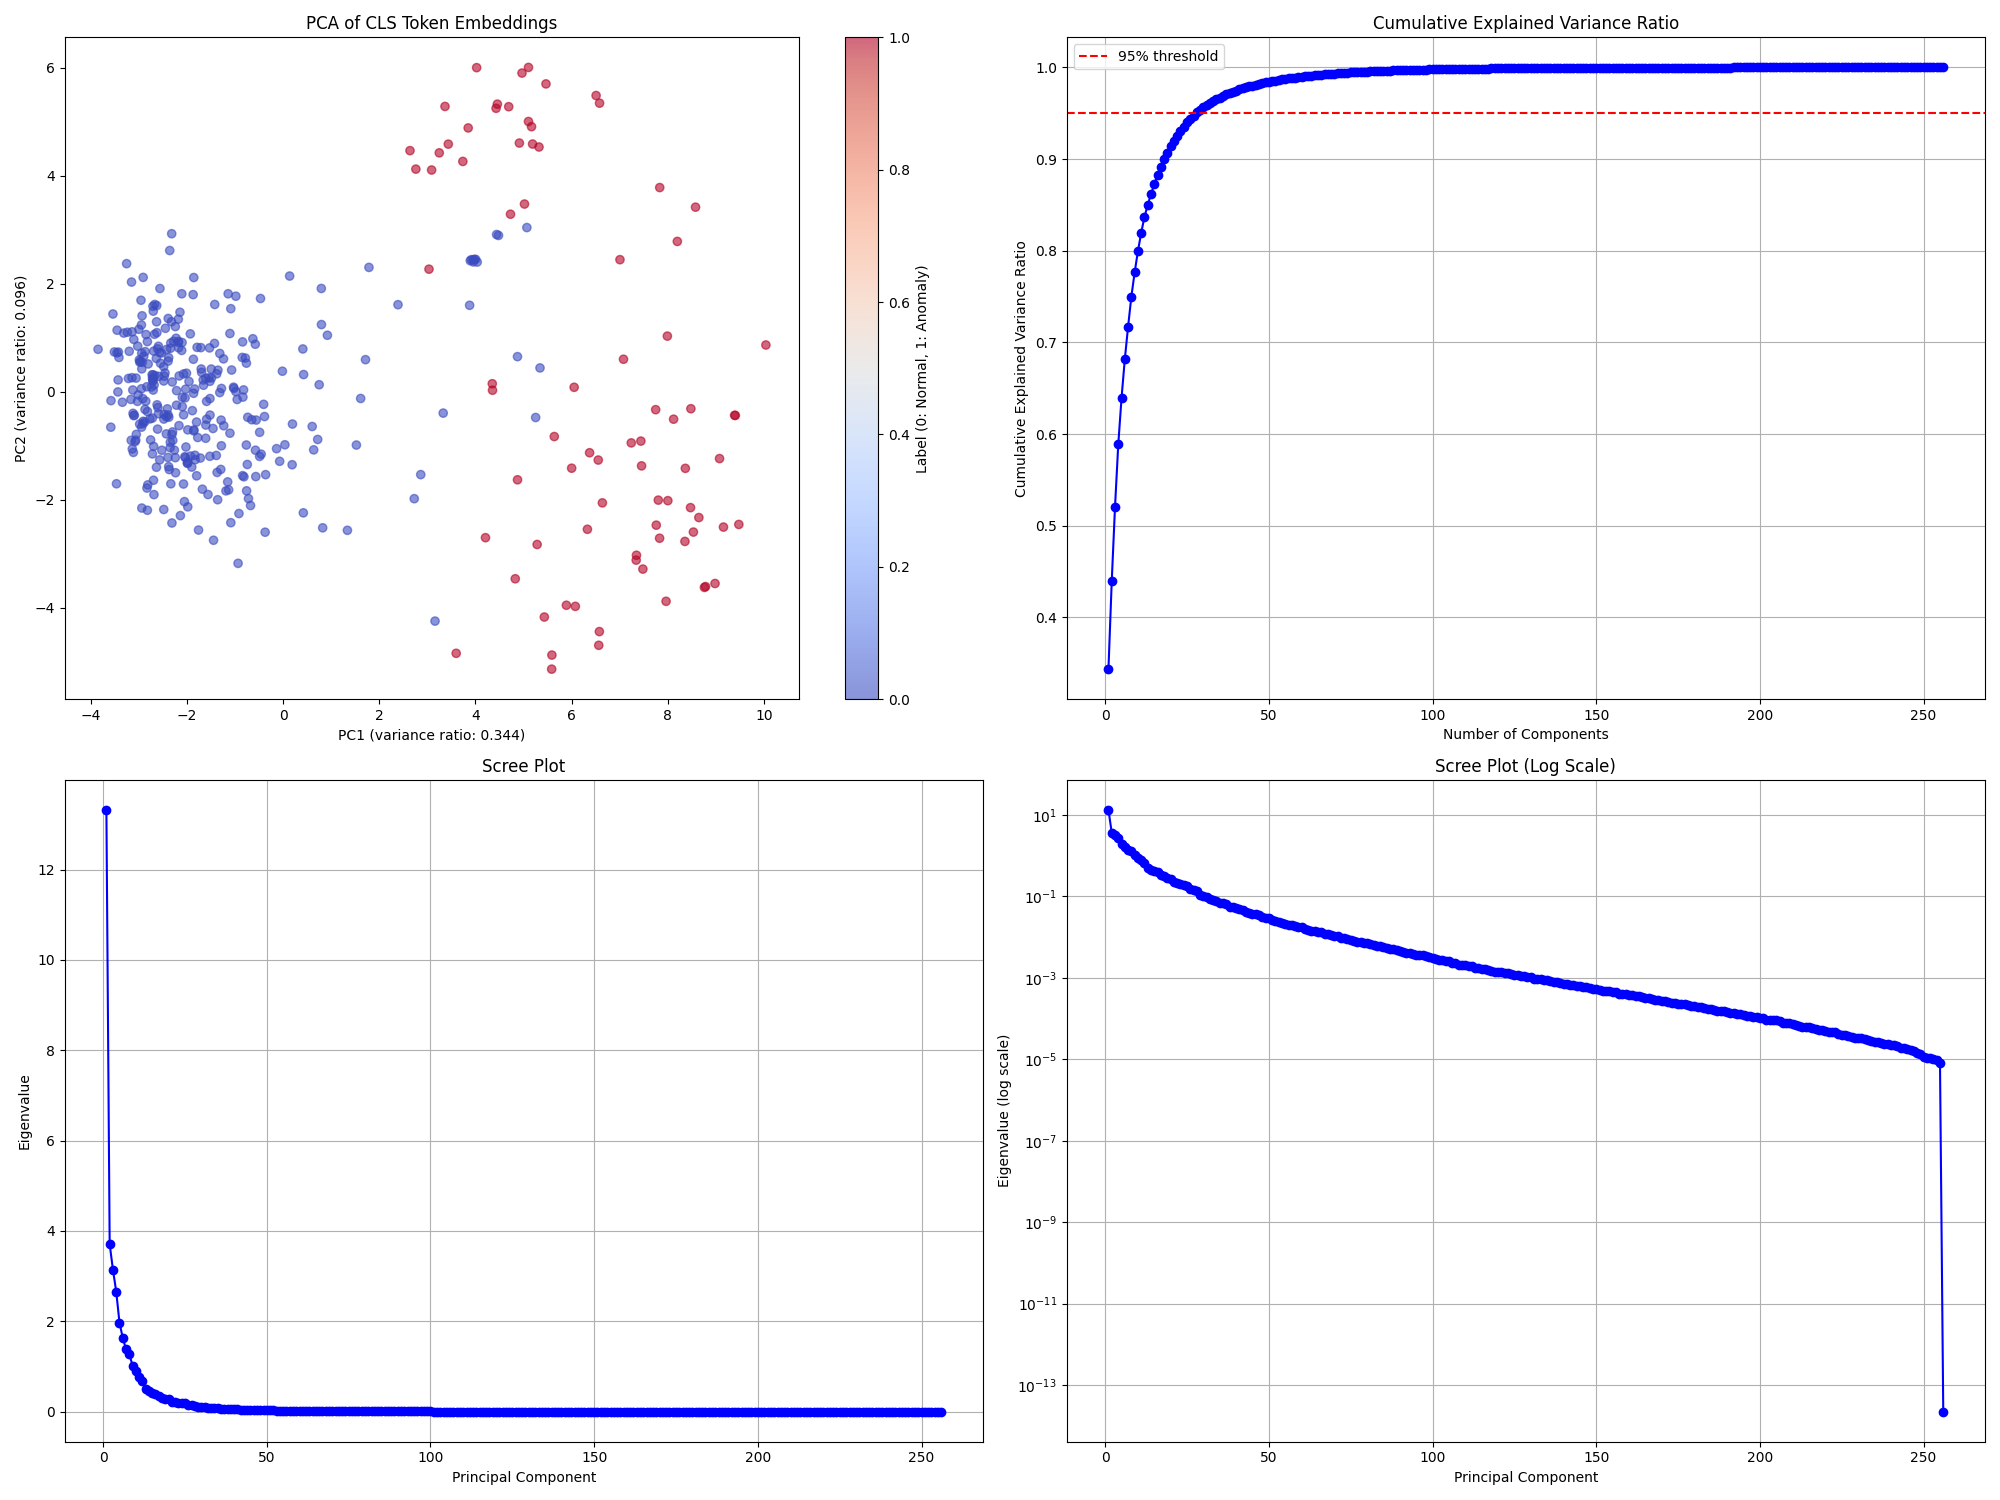 PCA of CLS Token Embeddings
6
4
2
0
−2
−4
PC2 (variance ratio: 0.096)
−4 −2 0 2 4 6 8 10
PC1 (variance ratio: 0.344)
1.0
0.8
0.6
0.4
0.2
0.0
Label (0: Normal, 1: Anomaly)
Cumulative Explained Variance Ratio
95% threshold
1.0
0.9
0.8
0.7
0.6
0.5
0.4
Cumulative Explained Variance Ratio
0 50 100 150 200 250
Number of Components
Scree Plot
12
10
8
6
4
2
0
Eigenvalue
0 50 100 150 200 250
Principal Component
Scree Plot (Log Scale)
10¹
10⁻¹
10⁻³
10⁻⁵
10⁻⁷
10⁻⁹
10⁻¹¹
10⁻¹³
Eigenvalue (log scale)
0 50 100 150 200 250
Principal Component